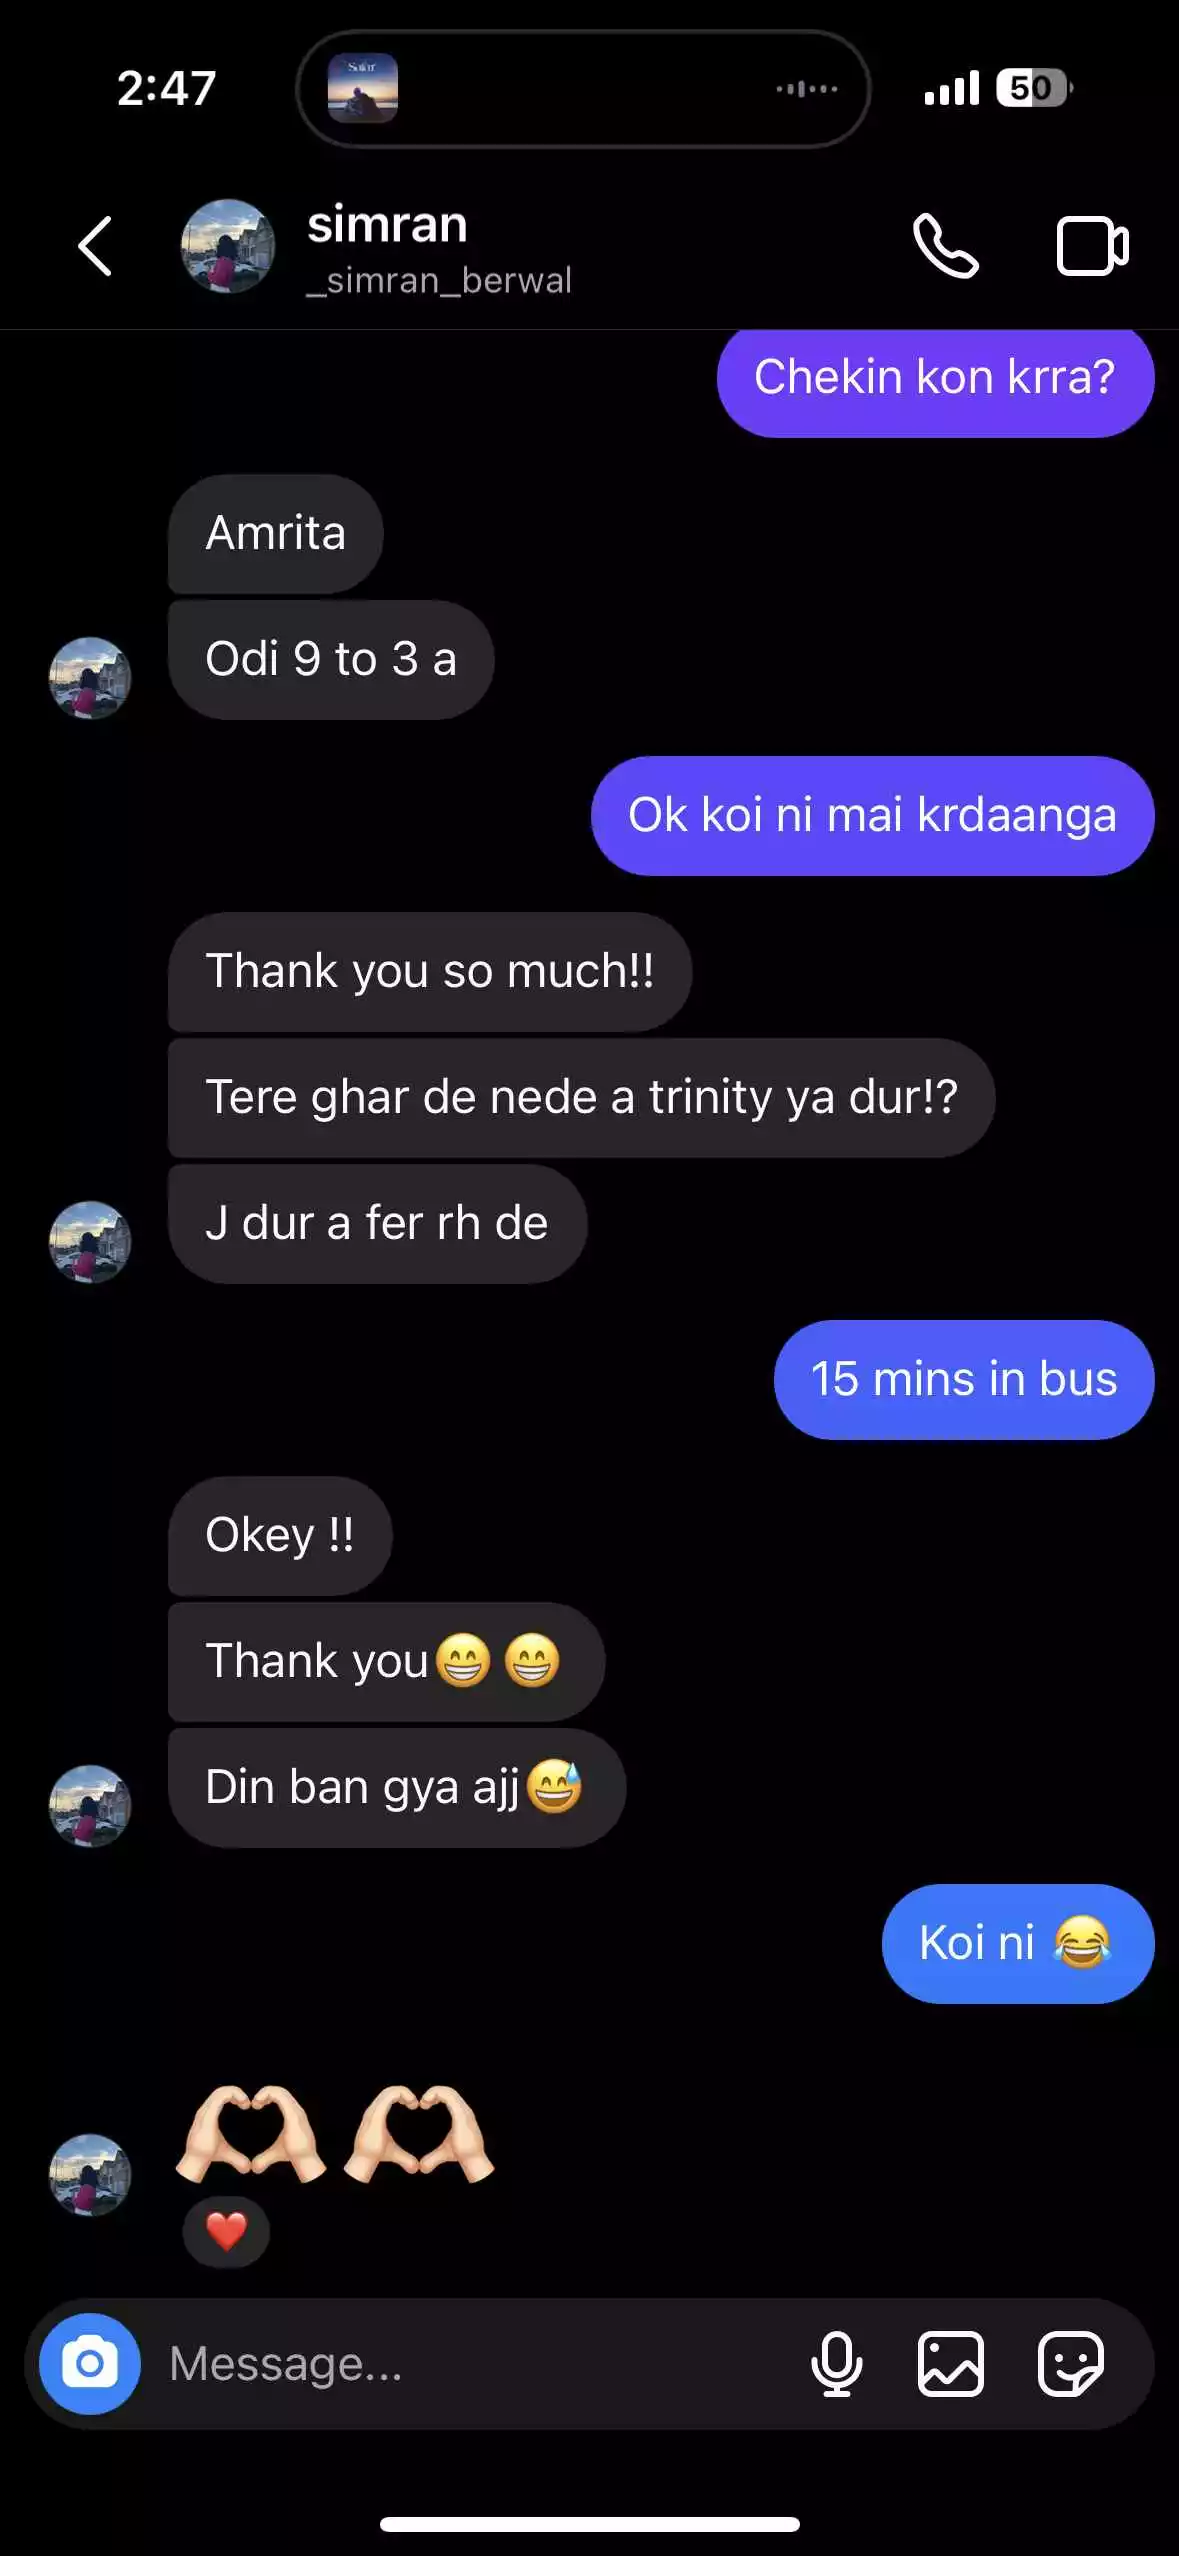 2:47
Safar
50
simran
_simran_berwal
Chekin kon krra?
Amrita
Odi 9 to 3 a
Ok koi ni mai krdaanga
Thank you so much!!
Tere ghar de nede a trinity ya dur!?
J dur a fer rh de
15 mins in bus
Okey !!
Thank you😁😁
Din ban gya ajj😅
Koi ni 😂
🫶🏻🫶🏻
❤️
Message...